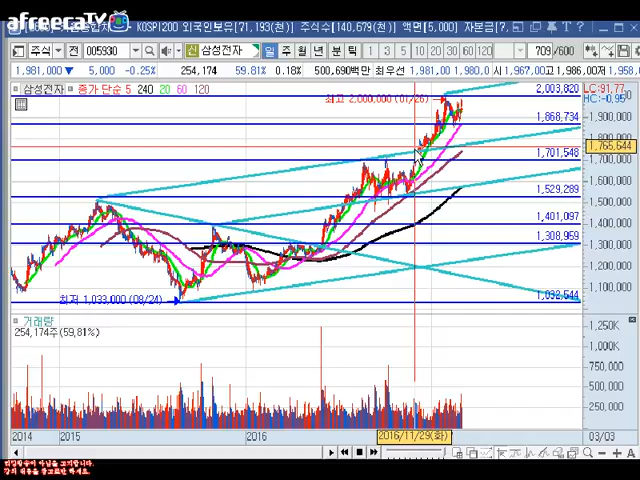 afreecaTV
KOSPI200 외국인보유[71,193(천)] 주식수[140,679(천)] 액면[5,000] 자본금[7,
주식 전 005930 신 삼성전자 일 주 월 년 분 틱 1 3 5 10 20 30 60 120 709 /600
1,981,000 ▼ 5,000 -0.25% 254,174 59.81% 0.18% 500,690백만 최우선 1,981,00 1,980,0 시 1,967,00 고 1,986,00 저 1,958,
삼성전자 종가 단순 5 240 20 60 120
2,003,820
LC:91.77
최고 2,000,000 (01/26)
HC:-0.95
1,868,734
1,900,000
1,765,644
1,701,548
1,700,000
1,600,000
1,529,289
1,500,000
1,401,097
1,400,000
1,308,959
1,300,000
1,200,000
1,100,000
1,032,544
최저 1,033,000 (08/24)
거래량
254,174주(59.81%)
1,250K
1,000K
750,000
500,000
250,000
2014 2015 2016 2016/11/29(화) 03/03